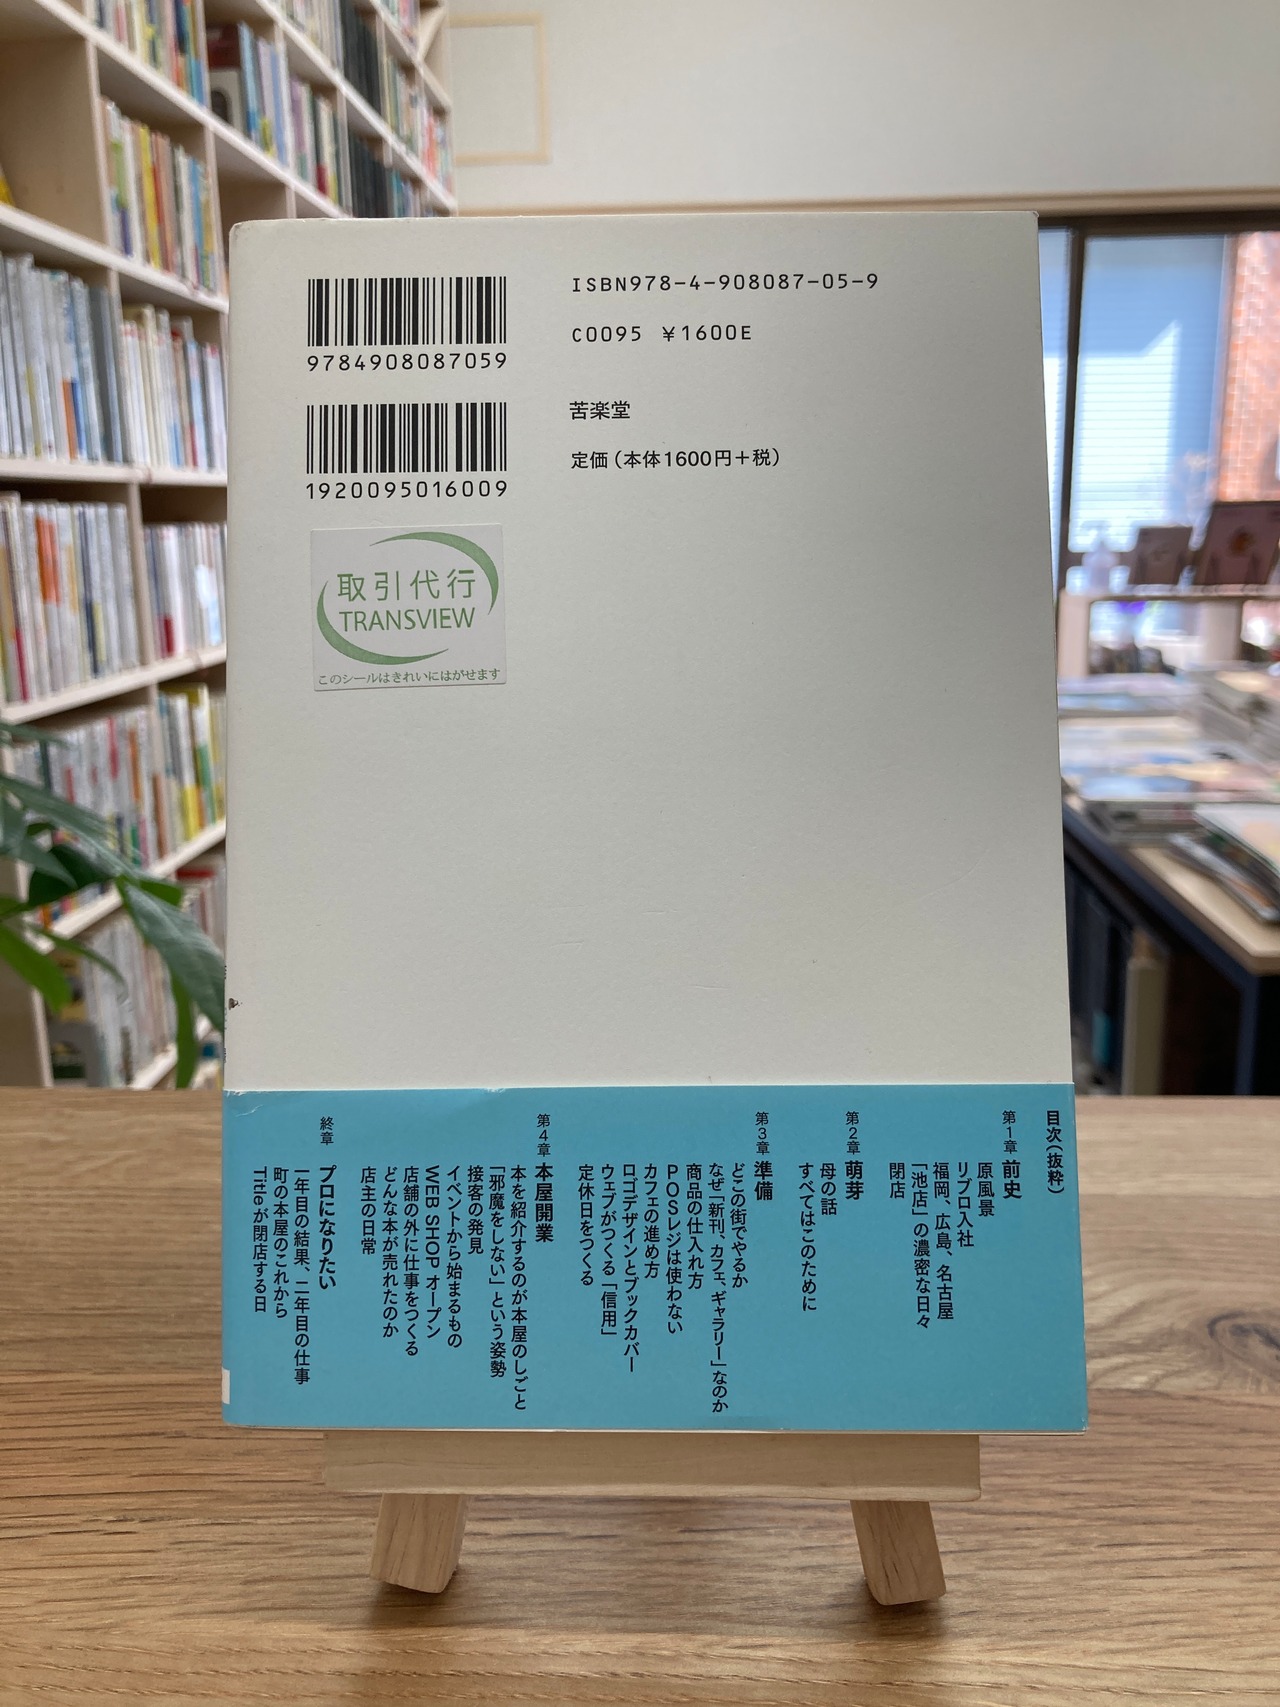 9784908087059
1920095016009
ISBN978-4-908087-05-9
C0095 ¥1600E
苦楽堂
定価（本体1600円＋税）
取引代行
TRANSVIEW
このシールはきれいにはがせます
目次（抜粋）
第1章 前史
原風景
リブロ入社
福岡、広島、名古屋
「池店」の濃密な日々
閉店
第2章 萌芽
母の話
すべてはこのために
第3章 準備
どこの街でやるか
なぜ「新刊、カフェ、ギャラリー」なのか
商品の仕入れ方
POSレジは使わない
カフェの進め方
ロゴデザインとブックカバー
ウェブがつくる「信用」
定休日をつくる
第4章 本屋開業
本を紹介するのが本屋のしごと
「邪魔をしない」という姿勢
接客の発見
イベントから始まるもの
WEB SHOP オープン
店舗の外に仕事をつくる
どんな本が売れたのか
店主の日常
終章 プロになりたい
一年目の結果、二年目の仕事
町の本屋のこれから
Titleが閉店する日